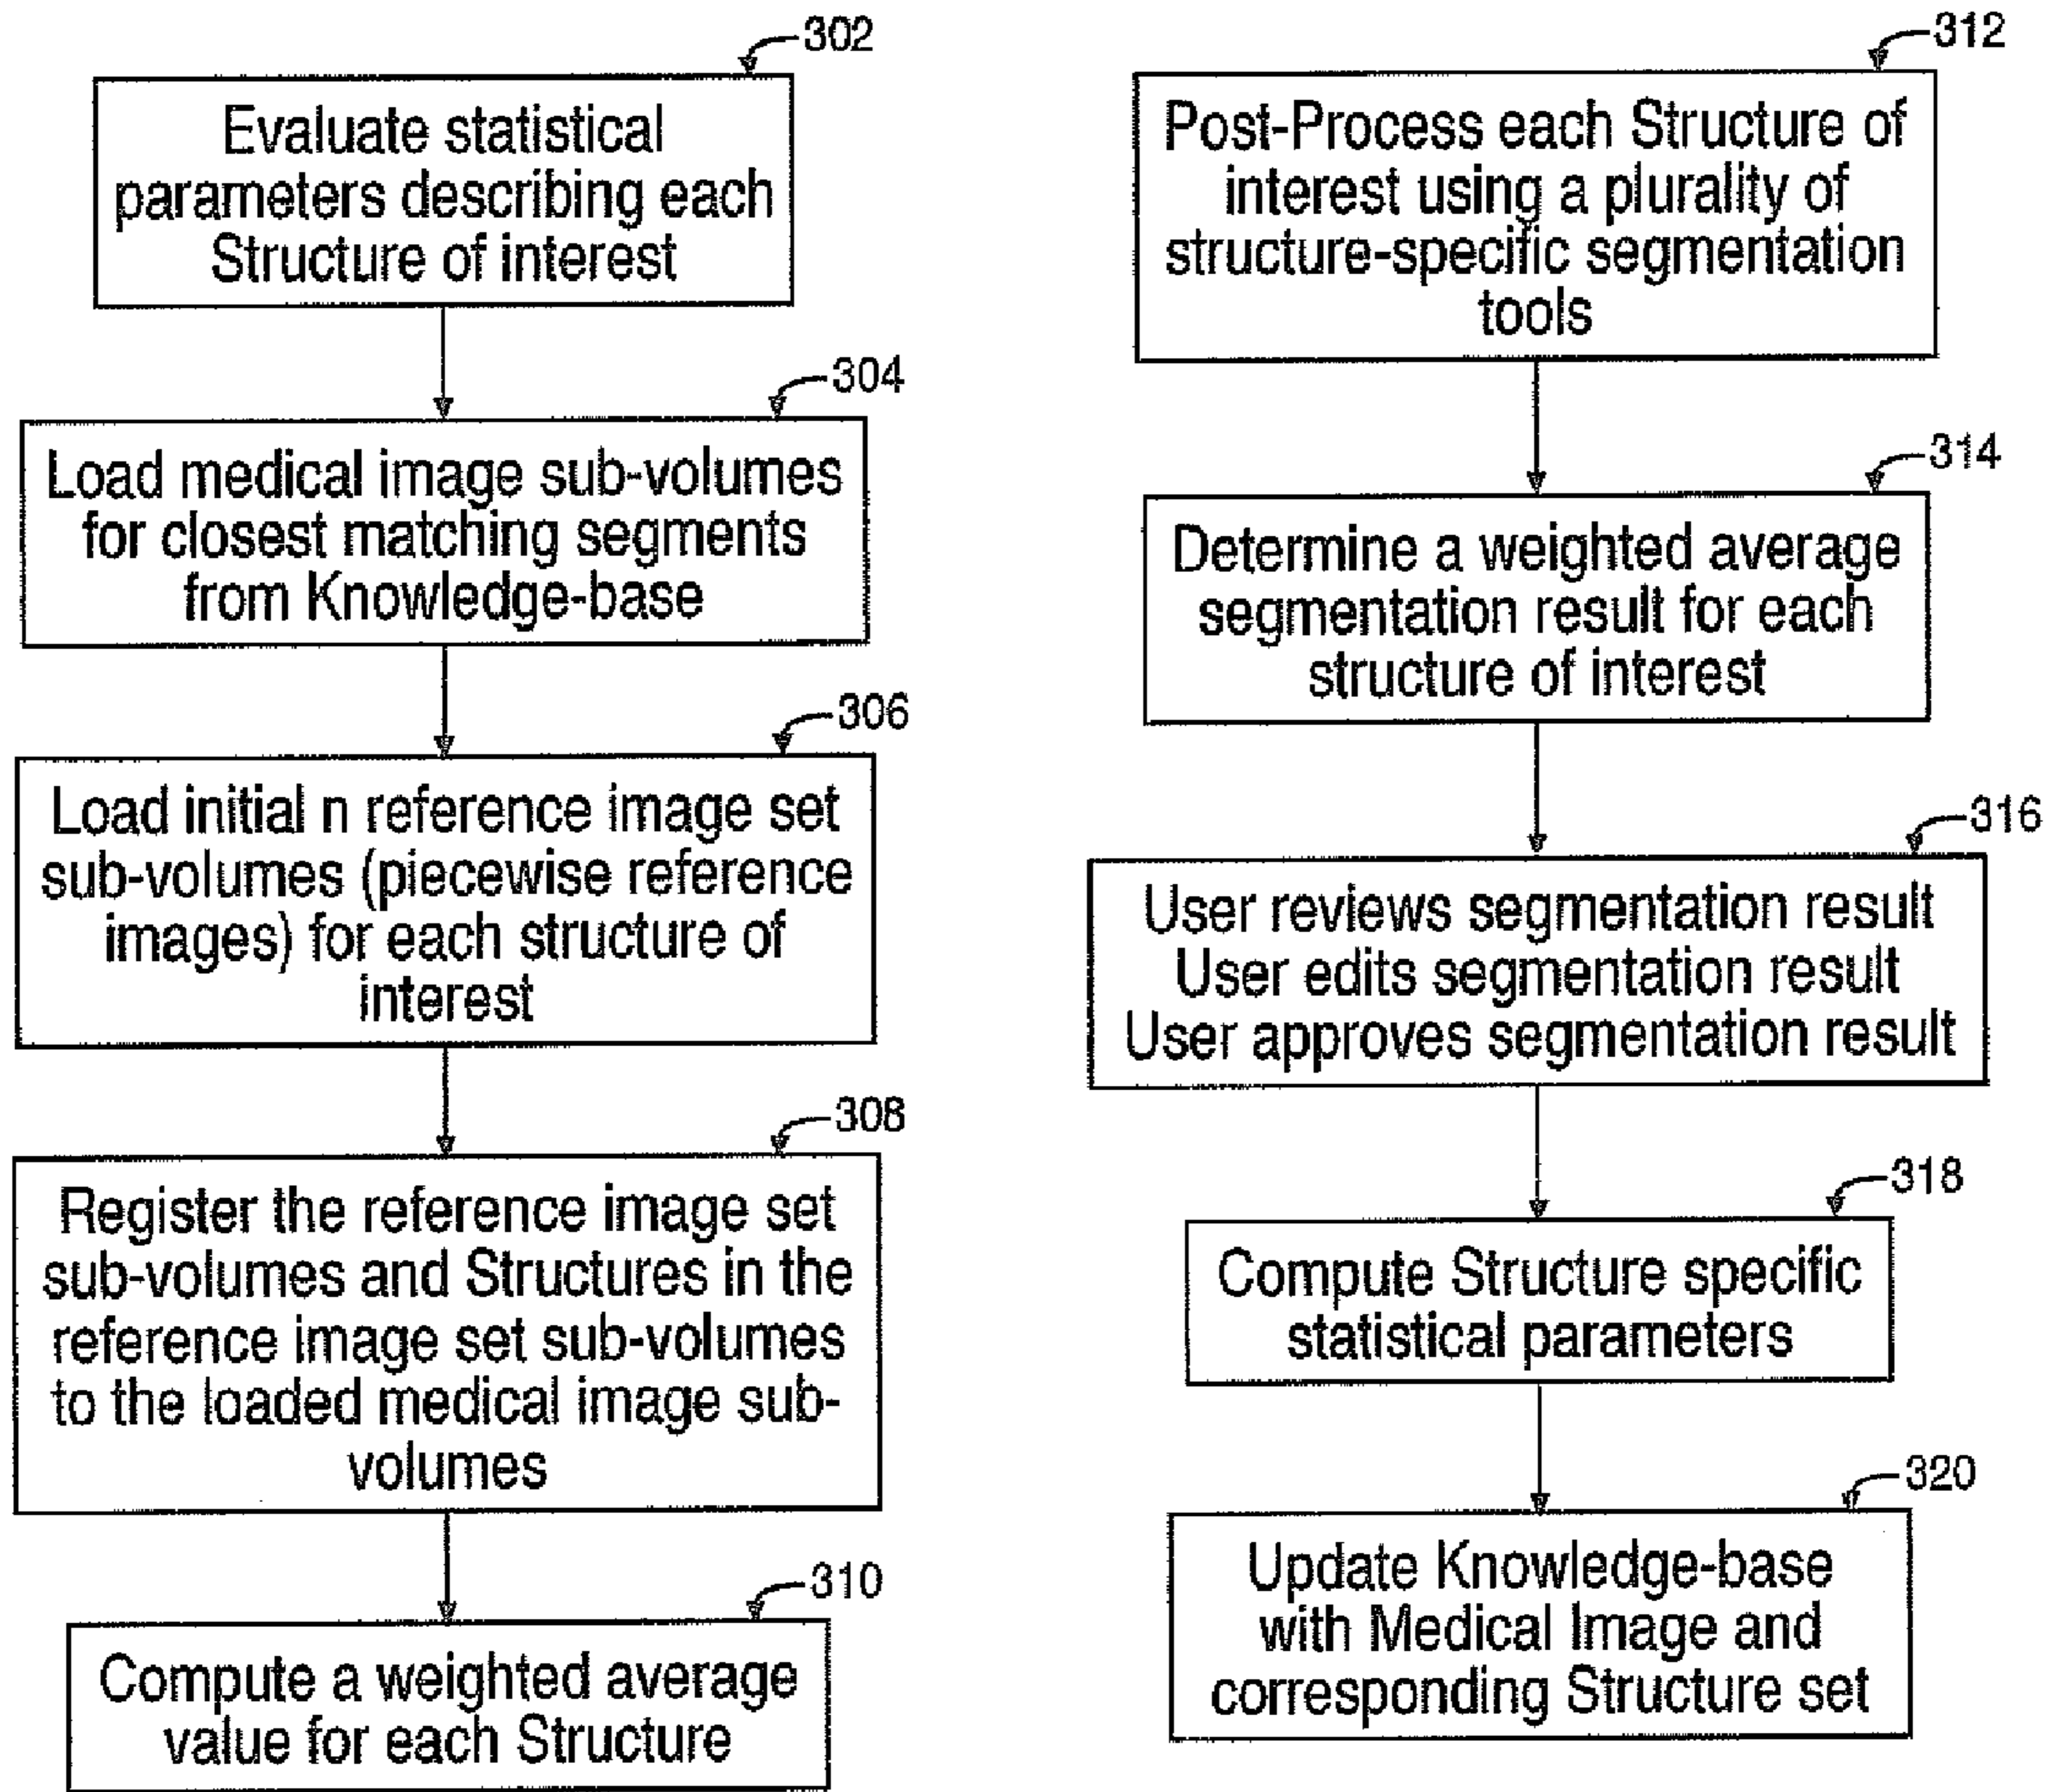 302
Evaluate statistical
parameters describing each
Structure of interest
304
Load medical image sub-volumes
for closest matching segments
from Knowledge-base
306
Load initial n reference image set
sub-volumes (piecewise reference
images) for each structure of
interest
308
Register the reference image set
sub-volumes and Structures in the
reference image set sub-volumes
to the loaded medical image sub-
volumes
310
Compute a weighted average
value for each Structure
312
Post-Process each Structure of
interest using a plurality of
structure-specific segmentation
tools
314
Determine a weighted average
segmentation result for each
structure of interest
316
User reviews segmentation result
User edits segmentation result
User approves segmentation result
318
Compute Structure specific
statistical parameters
320
Update Knowledge-base
with Medical Image and
corresponding Structure set